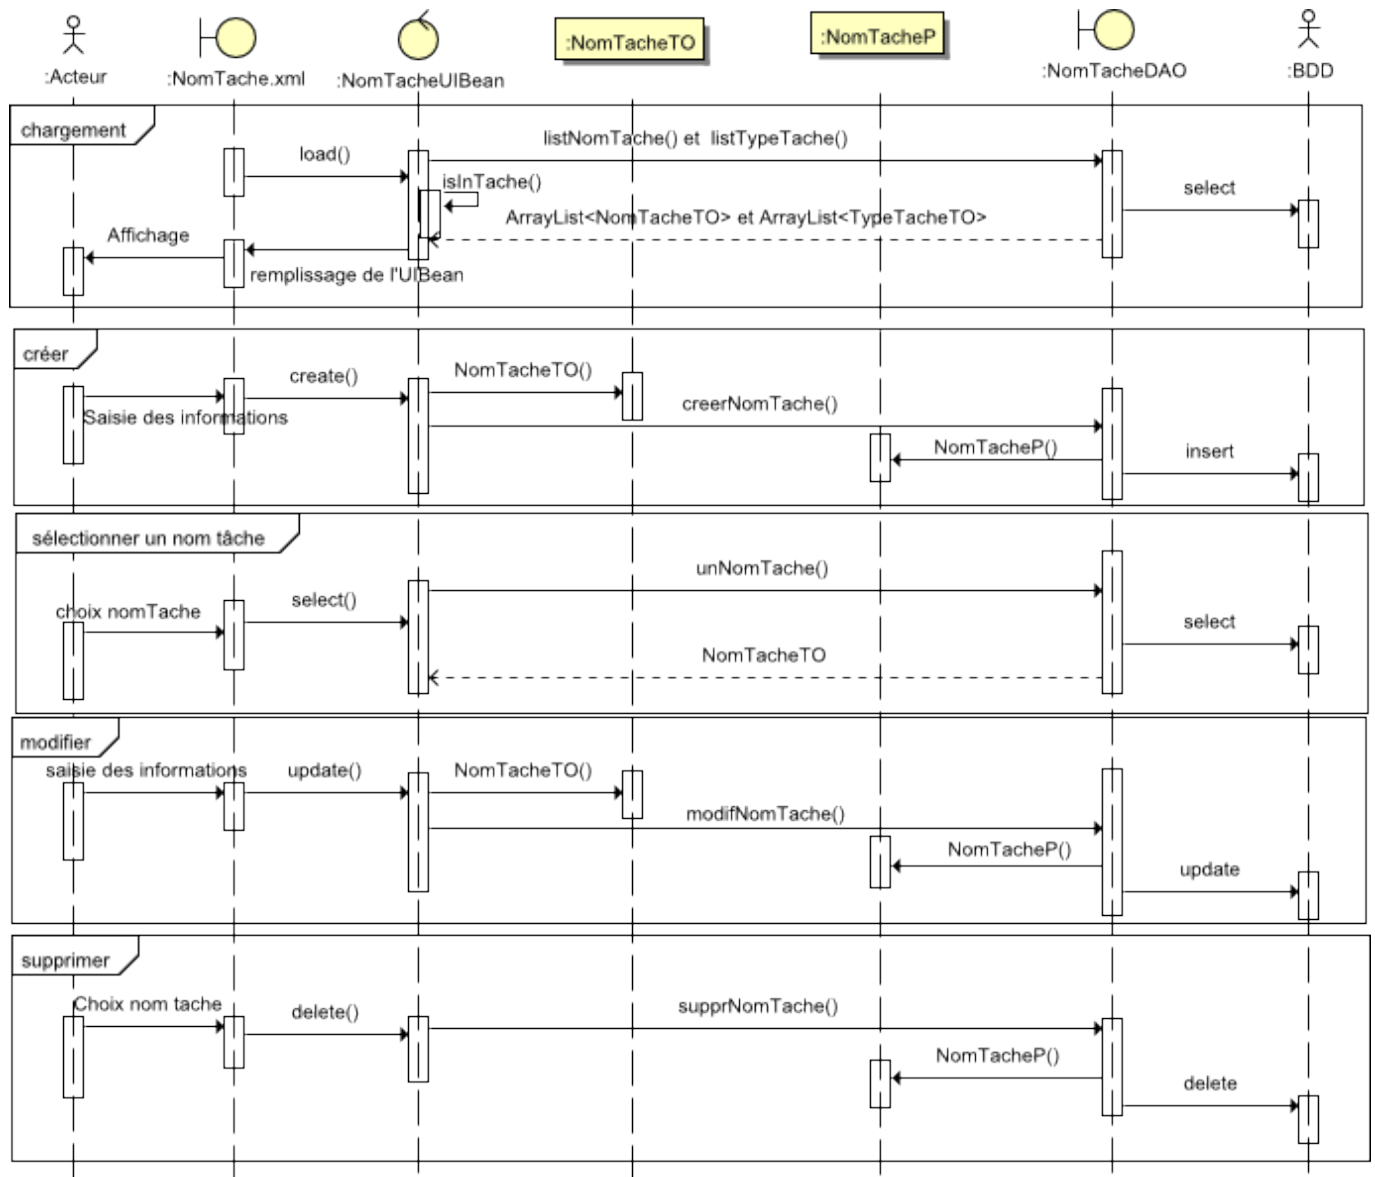 :Acteur
:NomTache.xml
:NomTacheUIBean
:NomTacheTO
:NomTacheP
:NomTacheDAO
:BDD
chargement
load()
listNomTache() et listTypeTache()
isInTache()
select
ArrayList<NomTacheTO> et ArrayList<TypeTacheTO>
Affichage
remplissage de l'UIBean
créer
create()
NomTacheTO()
Saisie des informations
creerNomTache()
NomTacheP()
insert
sélectionner un nom tâche
unNomTache()
choix nomTache
select()
select
NomTacheTO
modifier
saisie des informations
update()
NomTacheTO()
modifNomTache()
NomTacheP()
update
supprimer
Choix nom tache
delete()
supprNomTache()
NomTacheP()
delete